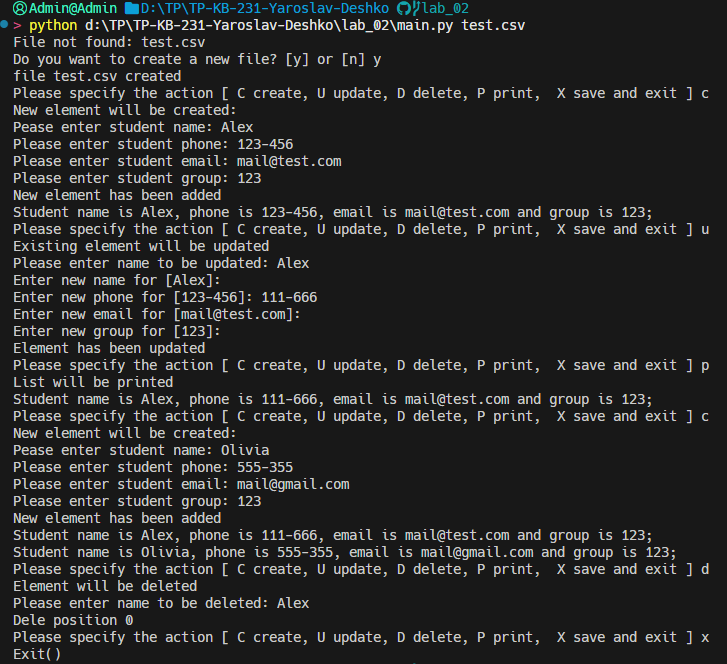 Admin@Admin D:\TP\TP-KB-231-Yaroslav-Deshko lab_02
> python d:\TP\TP-KB-231-Yaroslav-Deshko\lab_02\main.py test.csv
File not found: test.csv
Do you want to create a new file? [y] or [n] y
file test.csv created
Please specify the action [ C create, U update, D delete, P print,  X save and exit ] c
New element will be created:
Pease enter student name: Alex
Please enter student phone: 123-456
Please enter student email: mail@test.com
Please enter student group: 123
New element has been added
Student name is Alex, phone is 123-456, email is mail@test.com and group is 123;
Please specify the action [ C create, U update, D delete, P print,  X save and exit ] u
Existing element will be updated
Please enter name to be updated: Alex
Enter new name for [Alex]:
Enter new phone for [123-456]: 111-666
Enter new email for [mail@test.com]:
Enter new group for [123]:
Element has been updated
Please specify the action [ C create, U update, D delete, P print,  X save and exit ] p
List will be printed
Student name is Alex, phone is 111-666, email is mail@test.com and group is 123;
Please specify the action [ C create, U update, D delete, P print,  X save and exit ] c
New element will be created:
Pease enter student name: Olivia
Please enter student phone: 555-355
Please enter student email: mail@gmail.com
Please enter student group: 123
New element has been added
Student name is Alex, phone is 111-666, email is mail@test.com and group is 123;
Student name is Olivia, phone is 555-355, email is mail@gmail.com and group is 123;
Please specify the action [ C create, U update, D delete, P print,  X save and exit ] d
Element will be deleted
Please enter name to be deleted: Alex
Dele position 0
Please specify the action [ C create, U update, D delete, P print,  X save and exit ] x
Exit()